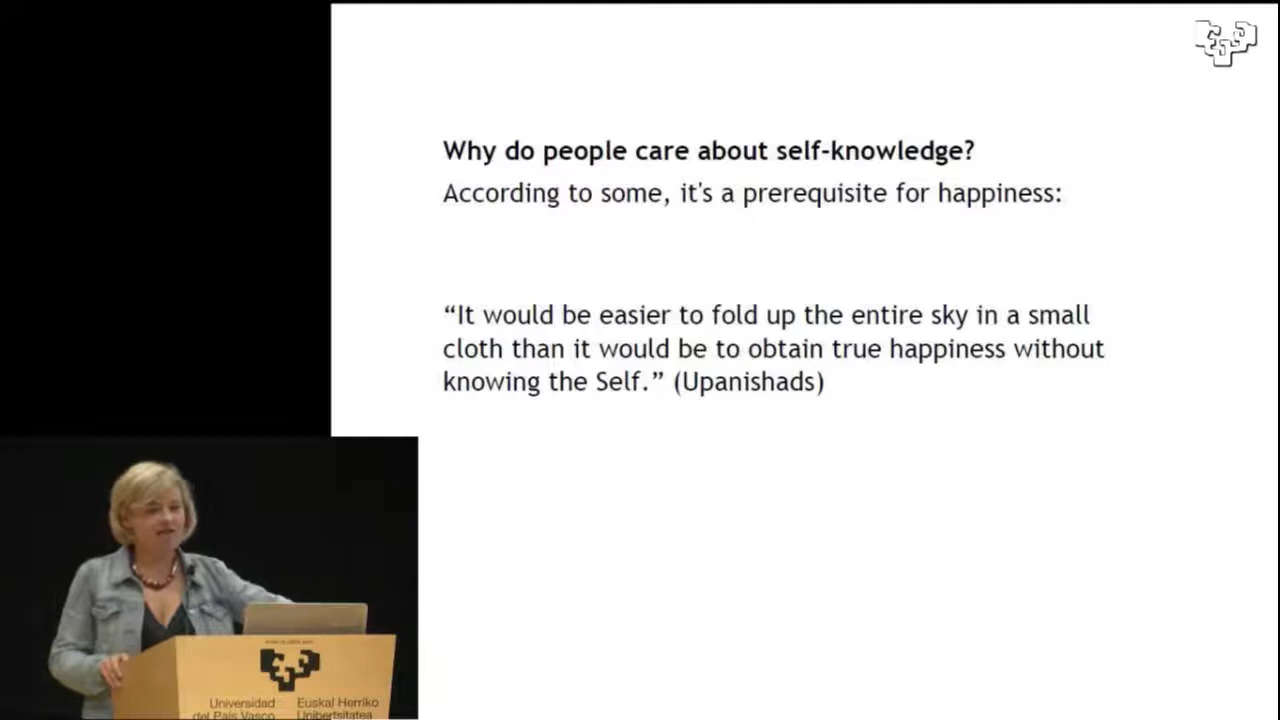 Why do people care about self-knowledge?
According to some, it's a prerequisite for happiness:
“It would be easier to fold up the entire sky in a small
cloth than it would be to obtain true happiness without
knowing the Self.” (Upanishads)
Universidad
del País Vasco
Euskal Herriko
Unibertsitatea